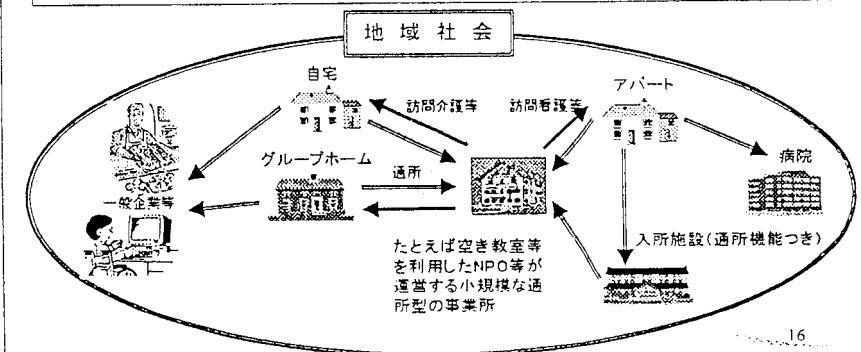 地域社会
自宅
アパート
訪問介護等
訪問看護等
病院
グループホーム
通所
一般企業等
入所施設(通所機能つき)
たとえば空き教室等
を利用したNPO等が
運営する小規模な通
所型の事業所
16